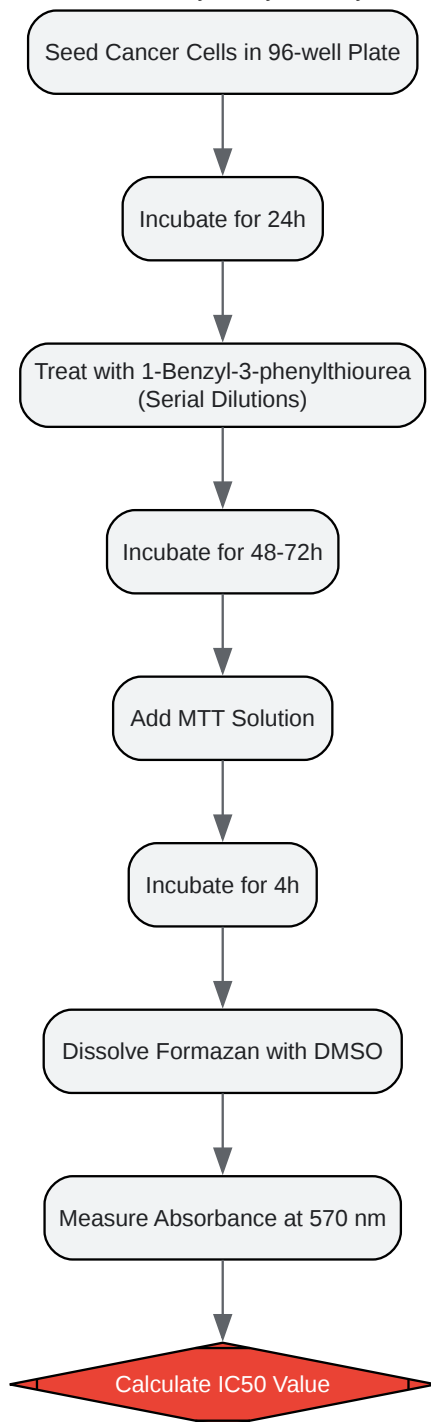 Seed Cancer Cells in 96-well Plate
Incubate for 24h
Treat with 1-Benzyl-3-phenylthiourea
(Serial Dilutions)
Incubate for 48-72h
Add MTT Solution
Incubate for 4h
Dissolve Formazan with DMSO
Measure Absorbance at 570 nm
Calculate IC50 Value